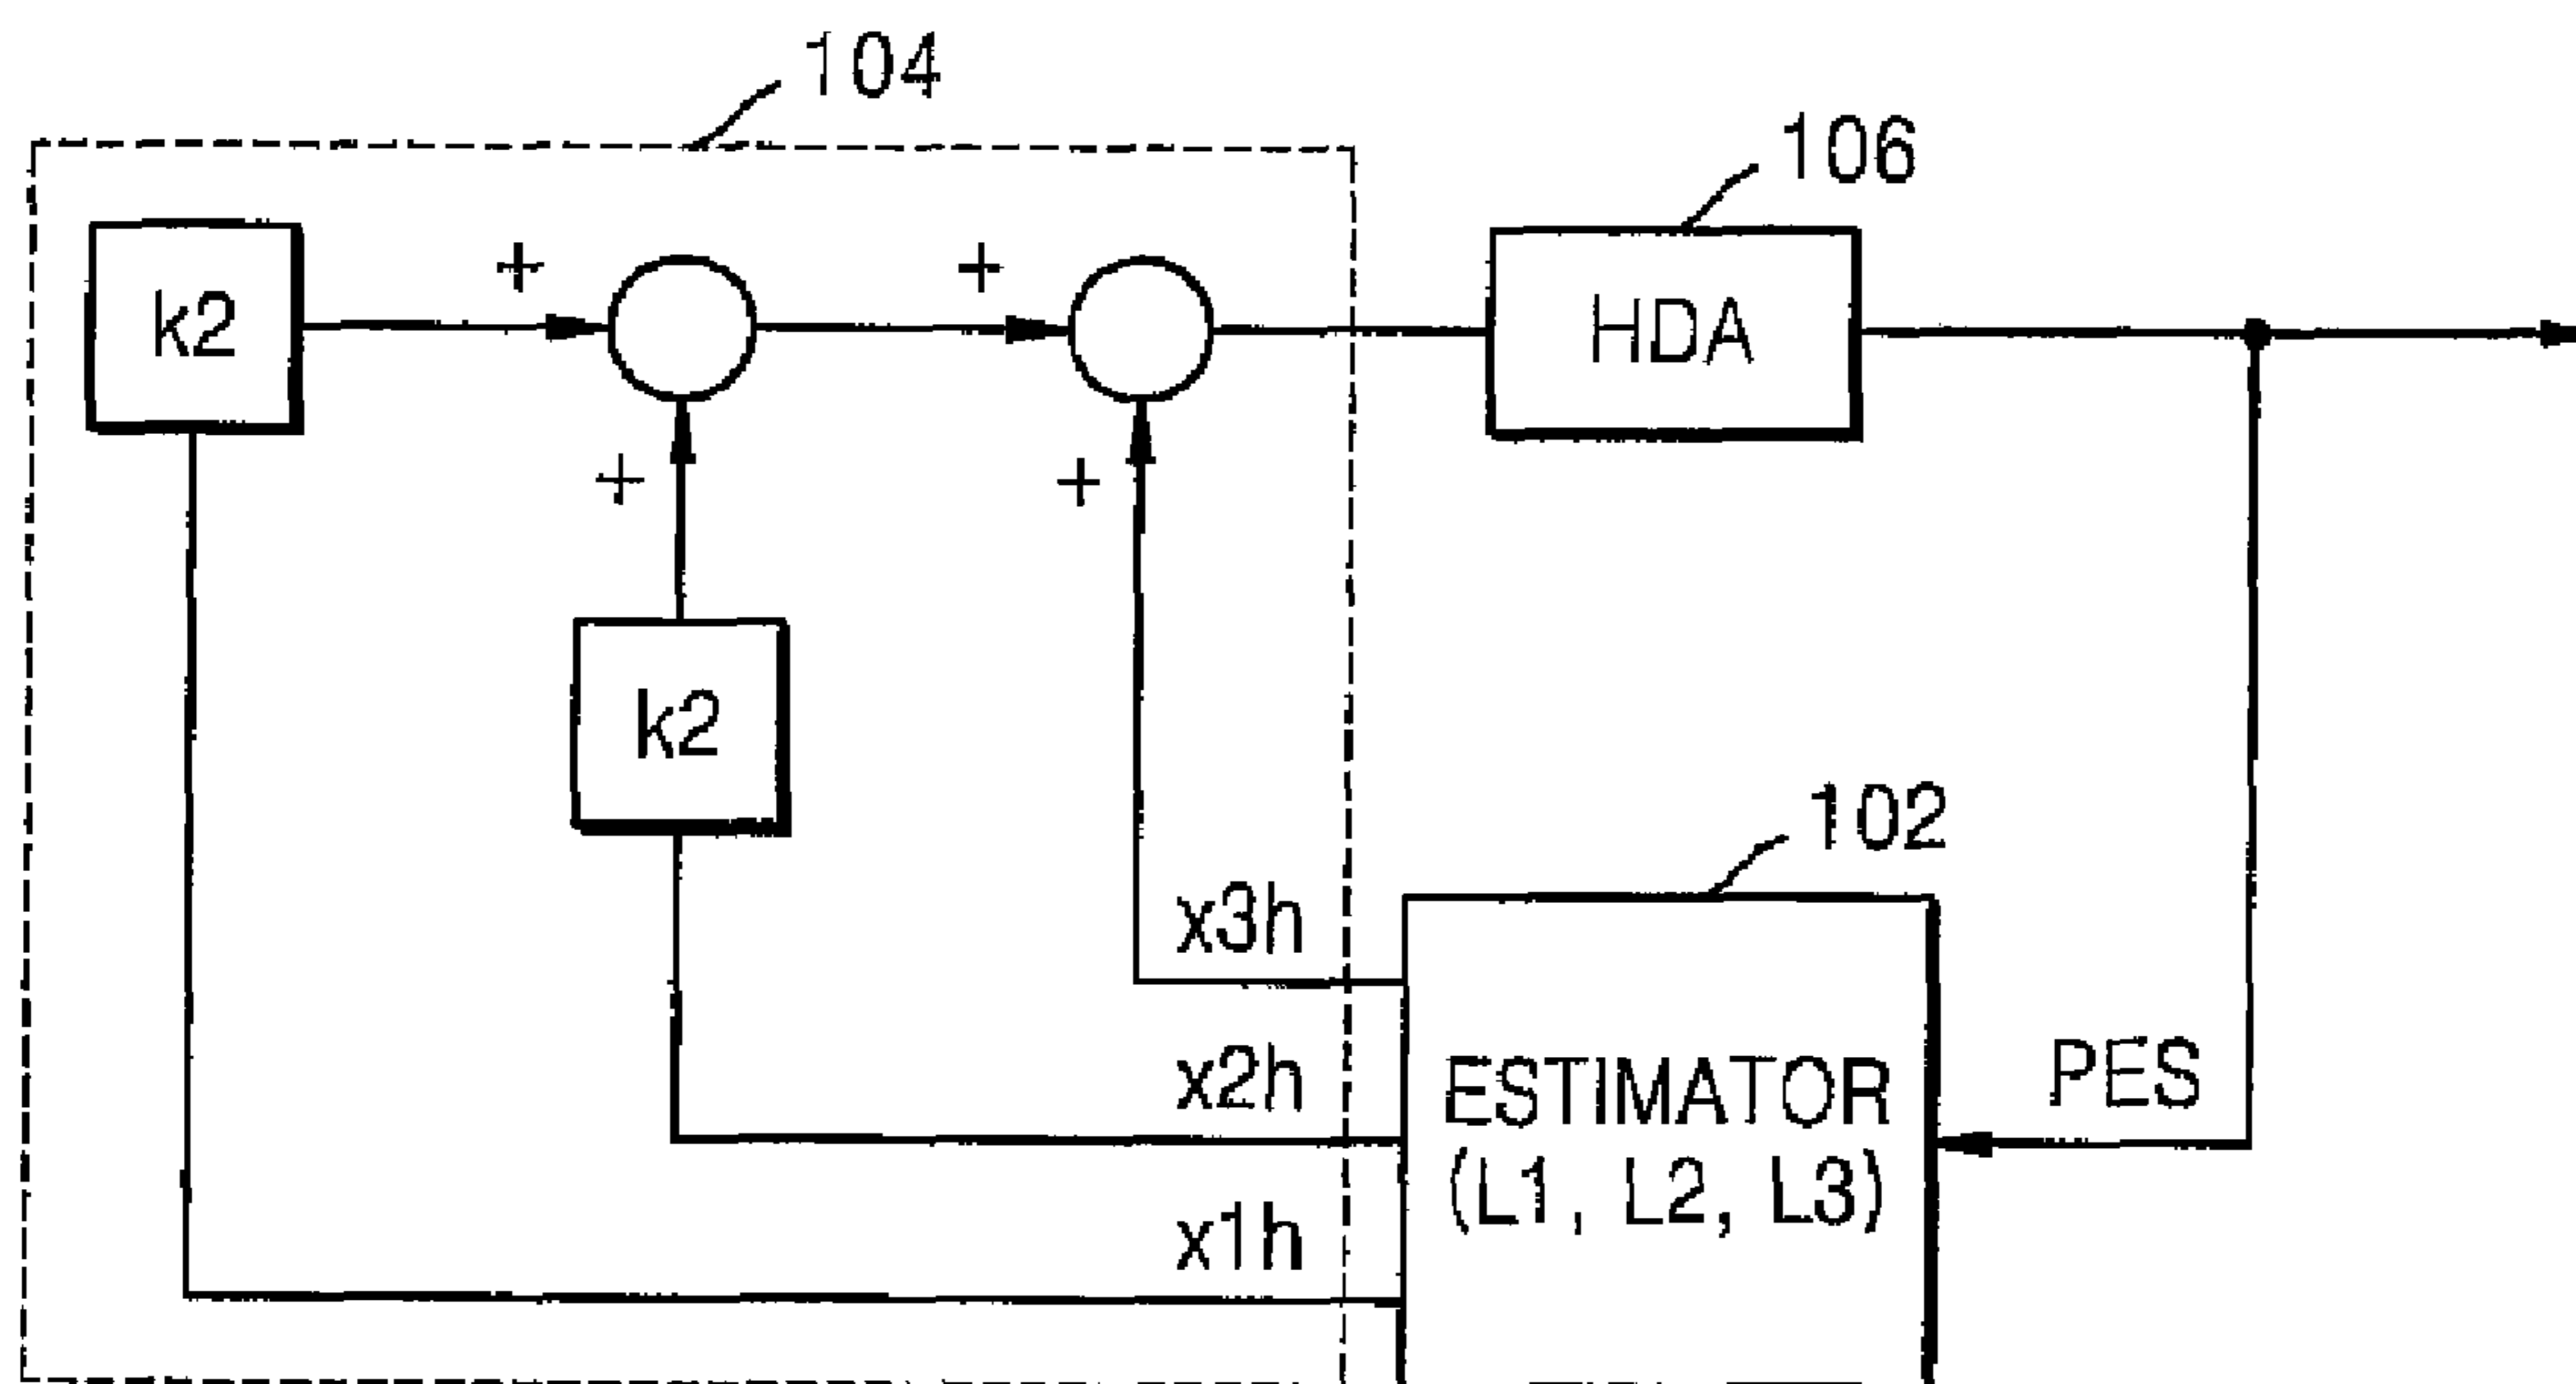 104
106
k2
+
+
HDA
+
+
k2
102
x3h
x2h
ESTIMATOR
(L1, L2, L3)
PES
x1h